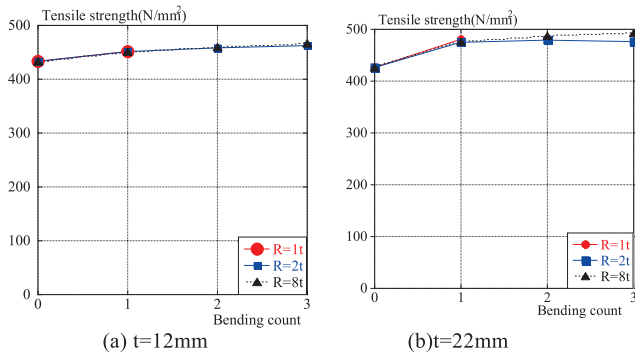 Tensile strength(N/mm²)
500
400
300
200
100
0
R=1t
R=2t
R=8t
0 1 2 3
Bending count
(a) t=12mm
Tensile strength(N/mm²)
500
400
300
200
100
0
R=1t
R=2t
R=8t
0 1 2 3
Bending count
(b)t=22mm